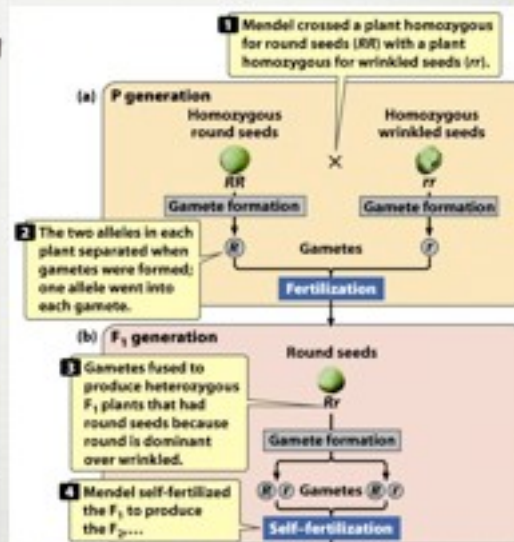 1 Mendel crossed a plant homozygous
for round seeds (RR) with a plant
homozygous for wrinkled seeds (rr).
(a) P generation
Homozygous
round seeds
Homozygous
wrinkled seeds
×
RR
rr
Gamete formation
Gamete formation
2 The two alleles in each
plant separated when
gametes were formed;
one allele went into
each gamete.
R Gametes r
Fertilization
(b) F₁ generation
Round seeds
3 Gametes fused to
produce heterozygous
F₁ plants that had
round seeds because
round is dominant
over wrinkled.
Rr
Gamete formation
R r Gametes R r
4 Mendel self-fertilized
the F₁ to produce
the F₂,...
Self–fertilization